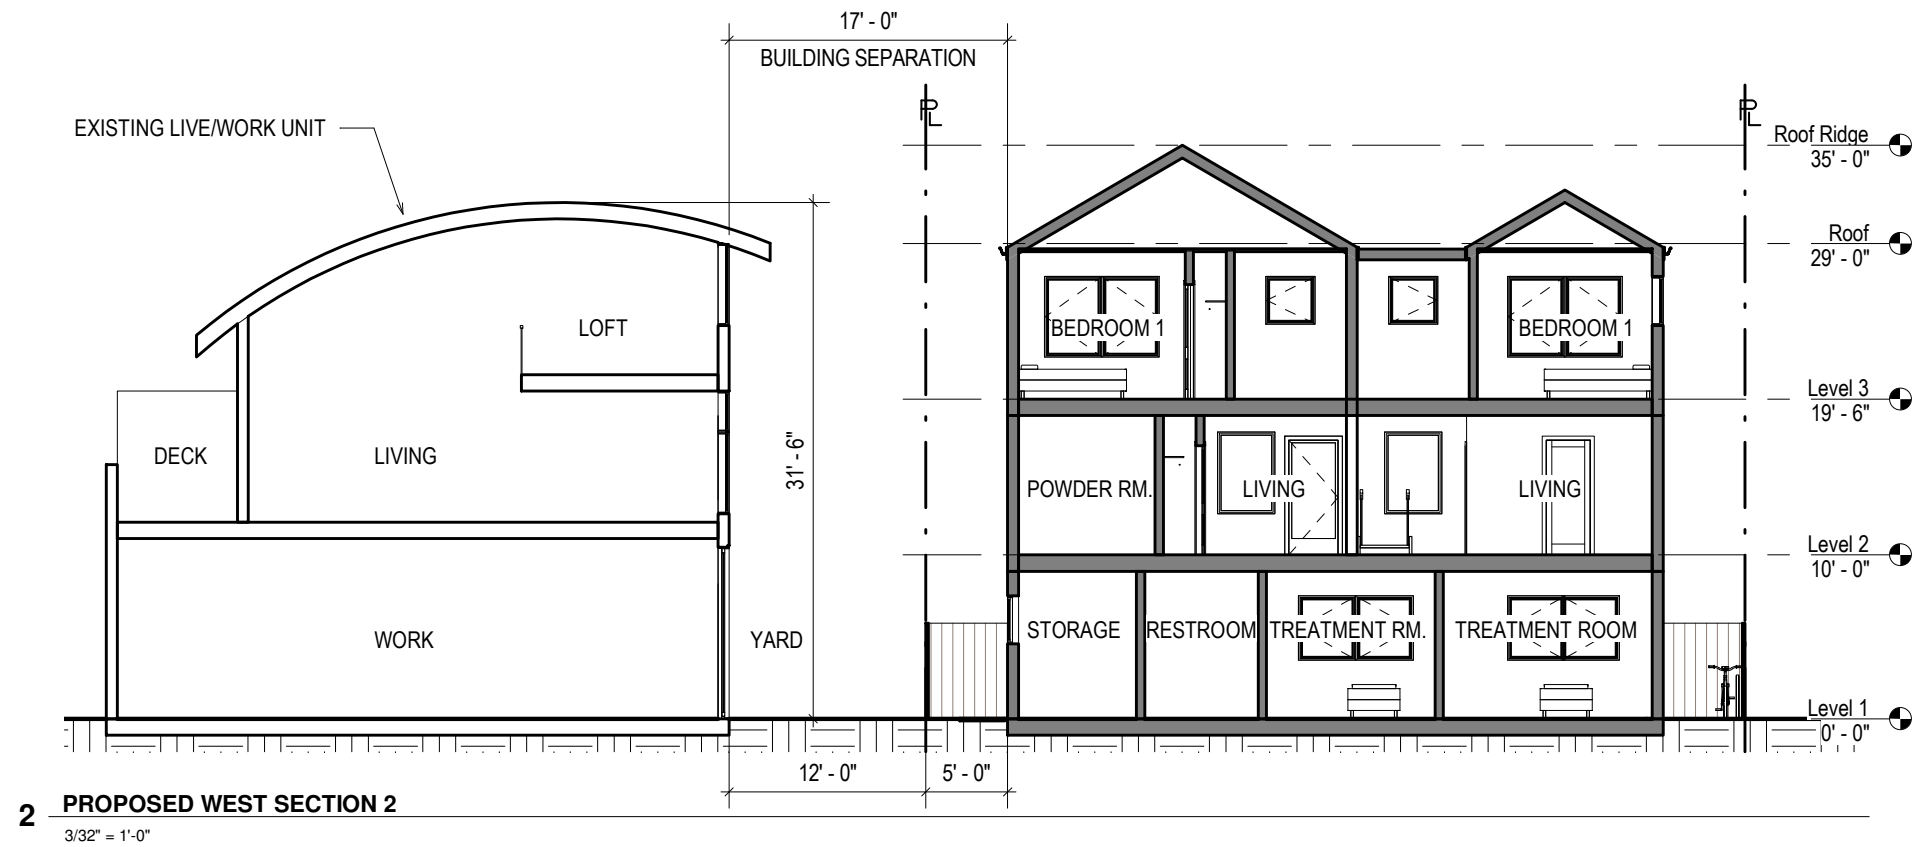 17' - 0"
BUILDING SEPARATION
PL
PL
EXISTING LIVE/WORK UNIT
Roof Ridge
35' - 0"
Roof
29' - 0"
LOFT
BEDROOM 1
BEDROOM 1
Level 3
19' - 6"
DECK
LIVING
31' - 6"
POWDER RM.
LIVING
LIVING
Level 2
10' - 0"
WORK
YARD
STORAGE
RESTROOM
TREATMENT RM.
TREATMENT ROOM
Level 1
0' - 0"
12' - 0"
5' - 0"
2
PROPOSED WEST SECTION 2
3/32" = 1'-0"